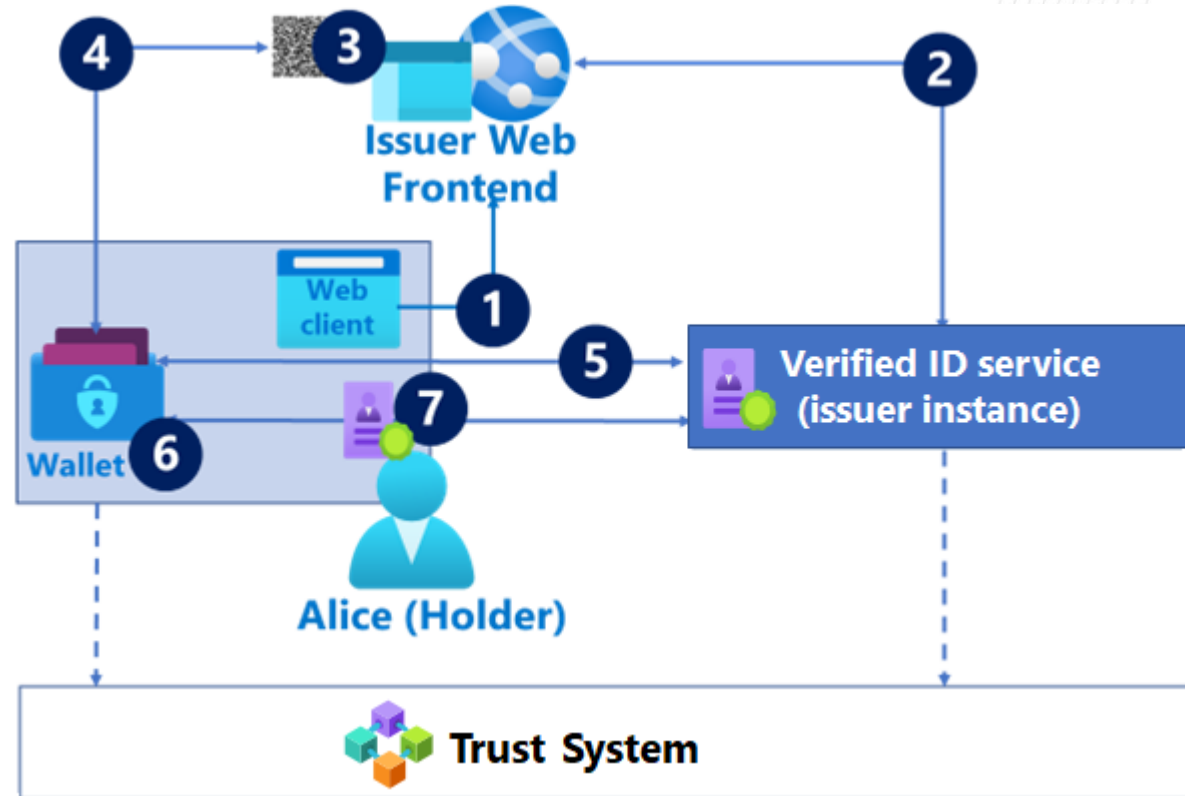 4
3
2
Issuer Web
Frontend
Web
client
1
5
Verified ID service
(issuer instance)
7
Wallet
6
Alice (Holder)
Trust System